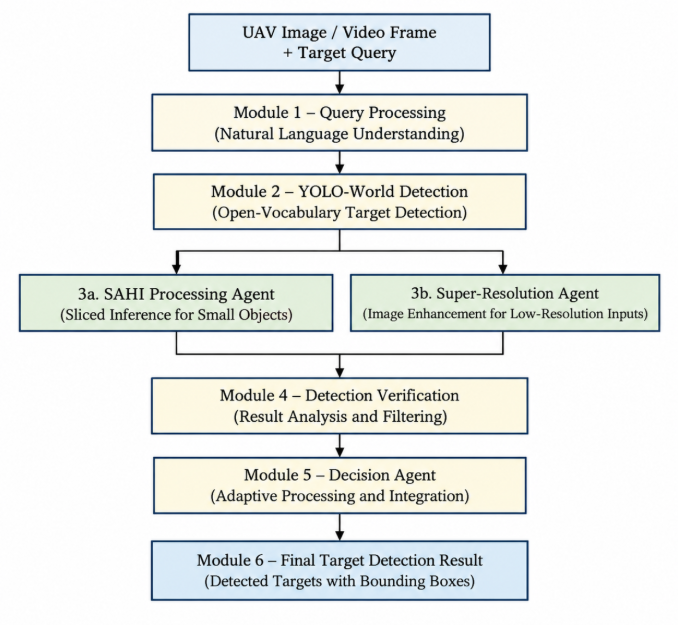 UAV Image / Video Frame
+ Target Query
Module 1 – Query Processing
(Natural Language Understanding)
Module 2 – YOLO-World Detection
(Open-Vocabulary Target Detection)
3a. SAHI Processing Agent
(Sliced Inference for Small Objects)
3b. Super-Resolution Agent
(Image Enhancement for Low-Resolution Inputs)
Module 4 – Detection Verification
(Result Analysis and Filtering)
Module 5 – Decision Agent
(Adaptive Processing and Integration)
Module 6 – Final Target Detection Result
(Detected Targets with Bounding Boxes)